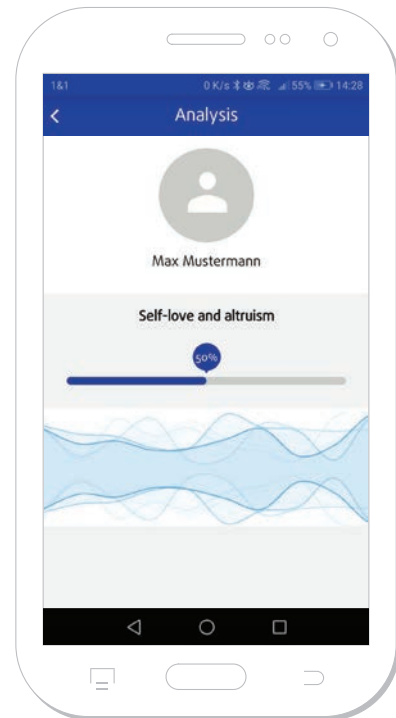 1&1 0 K/s 55% 14:28
Analysis
Max Mustermann
Self-love and altruism
50%